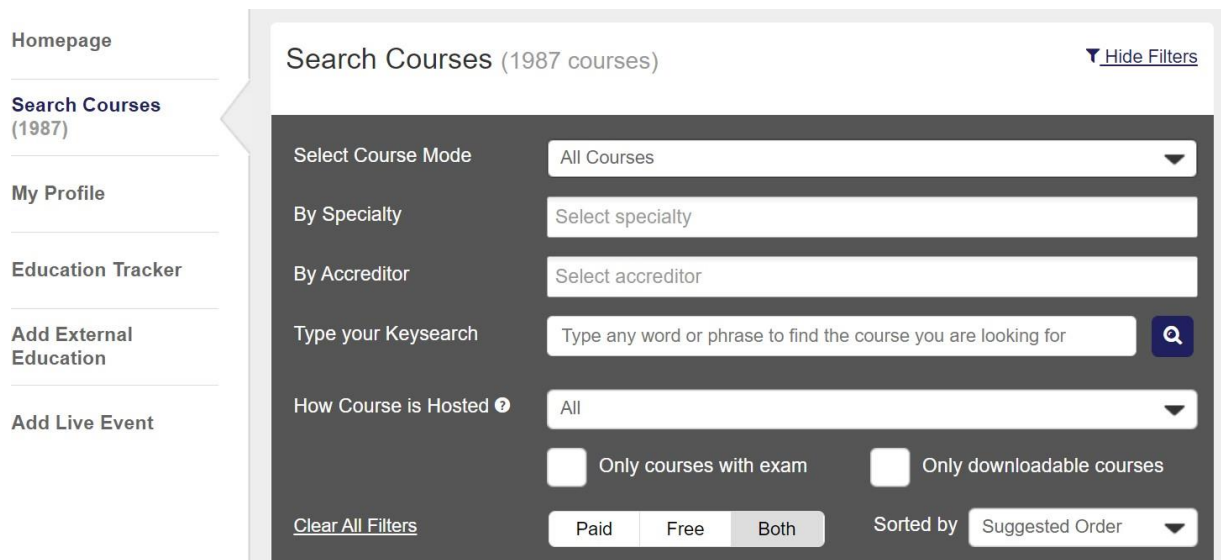 Homepage
Search Courses
(1987)
My Profile
Education Tracker
Add External
Education
Add Live Event
Search Courses (1987 courses)
Hide Filters
Select Course Mode
All Courses
By Specialty
Select specialty
By Accreditor
Select accreditor
Type your Keysearch
Type any word or phrase to find the course you are looking for
How Course is Hosted ?
All
Only courses with exam
Only downloadable courses
Clear All Filters
Paid
Free
Both
Sorted by
Suggested Order